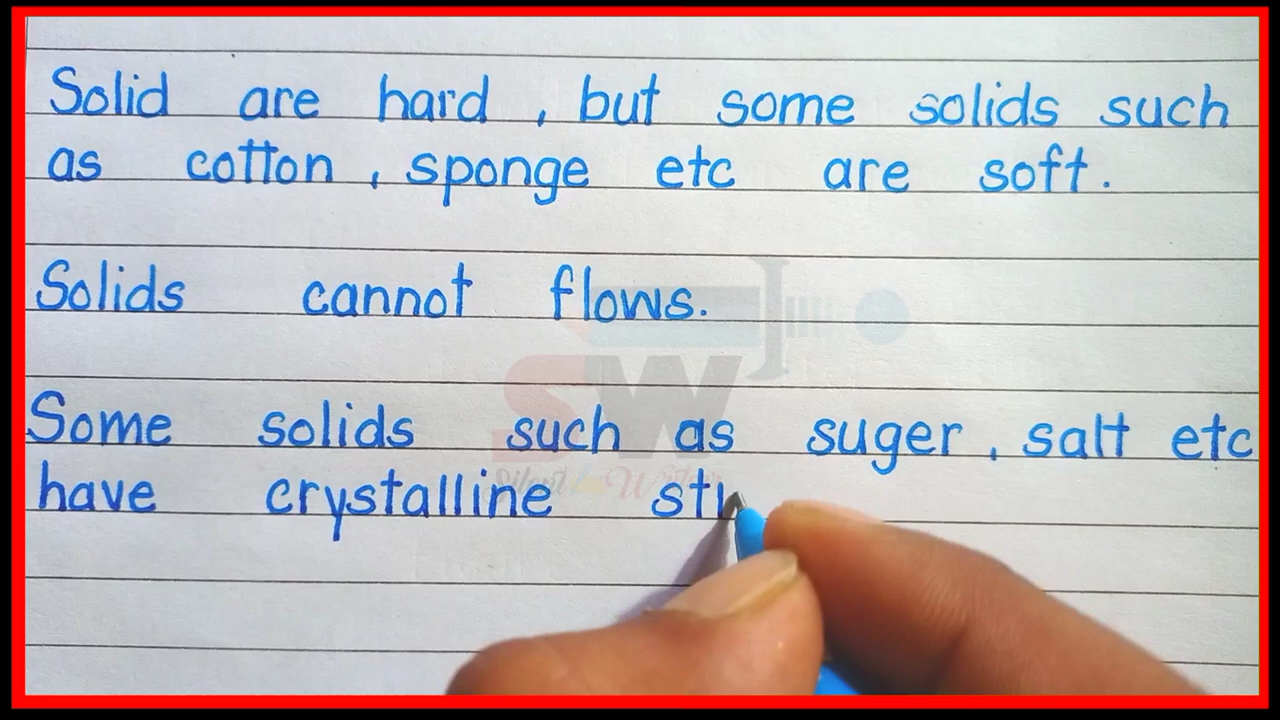 Solid are hard , but some solids such
as cotton , sponge etc are soft .
Solids cannot flows.
SW
Some solids such as suger , salt etc
have crystalline